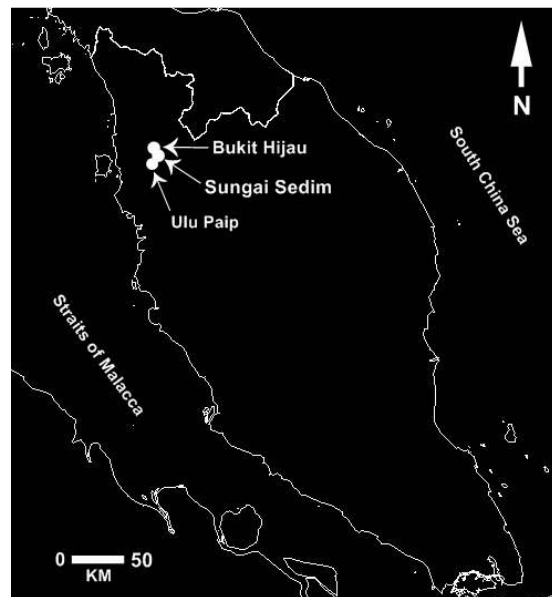 N
South China Sea
Bukit Hijau
Sungai Sedim
Ulu Paip
Straits of Malacca
0 50
KM